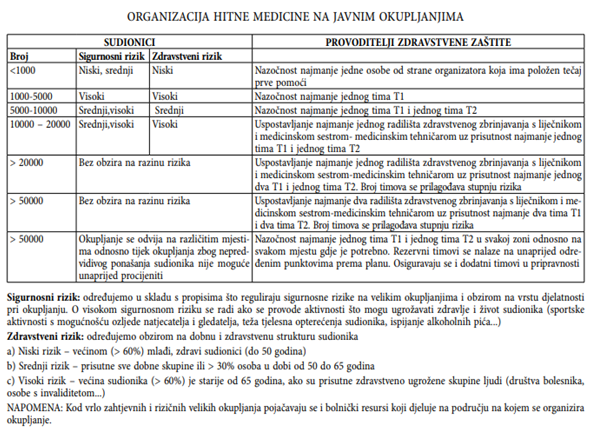 ORGANIZACIJA HITNE MEDICINE NA JAVNIM OKUPLJANJIMA
SUDIONICI
PROVODITELJI ZDRAVSTVENE ZAŠTITE
Broj
Sigurnosni rizik
Zdravstveni rizik
<1000
Niski, srednji
Niski
Nazočnost najmanje jedne osobe od strane organizatora koja ima položen tečaj
prve pomoći
1000-5000
Visoki
Visoki
Nazočnost najmanje jednog tima T1
5000-10000
Srednji,visoki
Srednji
Nazočnost najmanje jednog tima T1 i jednog tima T2
10000 – 20000
Srednji,visoki
Visoki
Uspostavljanje najmanje jednog radilišta zdravstvenog zbrinjavanja s liječnikom
i medicinskom sestrom- medicinskim tehničarom uz prisutnost najmanje jednog
tima T1 i jednog tima T2
> 20000
Bez obzira na razinu rizika
Uspostavljanje najmanje jednog radilišta zdravstvenog zbrinjavanja s liječnikom
i medicinskom sestrom-medicinskim tehničarom uz prisutnost najmanje jednog
dva T1 i jednog tima T2. Broj timova se prilagođava stupnju rizika
> 50000
Bez obzira na razinu rizika
Uspostavljanje najmanje dva radilišta zdravstvenog zbrinjavanja s liječnikom i me-
dicinskom sestrom-medicinskim tehničarom uz prisutnost najmanje dva tima T1
i dva tima T2. Broj timova se prilagođava stupnju rizika
> 50000
Okupljanje se odvija na različitim mjesti-
ma odnosno tijek okupljanja zbog nepred-
vidivog ponašanja sudionika nije moguće
unaprijed procijeniti
Nazočnost najmanje jednog tima T1 i jednog tima T2 u svakoj zoni odnosno na
svakom mjestu gdje je potrebno. Rezervni timovi se nalaze na unaprijed odre-
đenim punktovima prema planu. Osiguravaju se i dodatni timovi u pripravnosti
Sigurnosni rizik: određujemo u skladu s propisima što reguliraju sigurnosne rizike na velikim okupljanjima i obzirom na vrstu djelatnosti
pri okupljanju. O visokom sigurnosnom riziku se radi ako se provode aktivnosti što mogu ugrožavati zdravlje i život sudionika (sportske
aktivnosti s mogućnošću ozljede natjecatelja i gledatelja, teža tjelesna opterećenja sudionika, ispijanje alkoholnih pića...)
Zdravstveni rizik: određujemo obzirom na dobnu i zdravstvenu strukturu sudionika
a) Niski rizik – većinom (> 60%) mladi, zdravi sudionici (do 50 godina)
b) Srednji rizik – prisutne sve dobne skupine ili > 30% osoba u dobi od 50 do 65 godina
c) Visoki rizik – većina sudionika (> 60%) je starije od 65 godina, ako su prisutne zdravstveno ugrožene skupine ljudi (društva bolesnika,
osobe s invaliditetom...)
NAPOMENA: Kod vrlo zahtjevnih i rizičnih velikih okupljanja pojačavaju se i bolnički resursi koji djeluje na području na kojem se organizira
okupljanje.